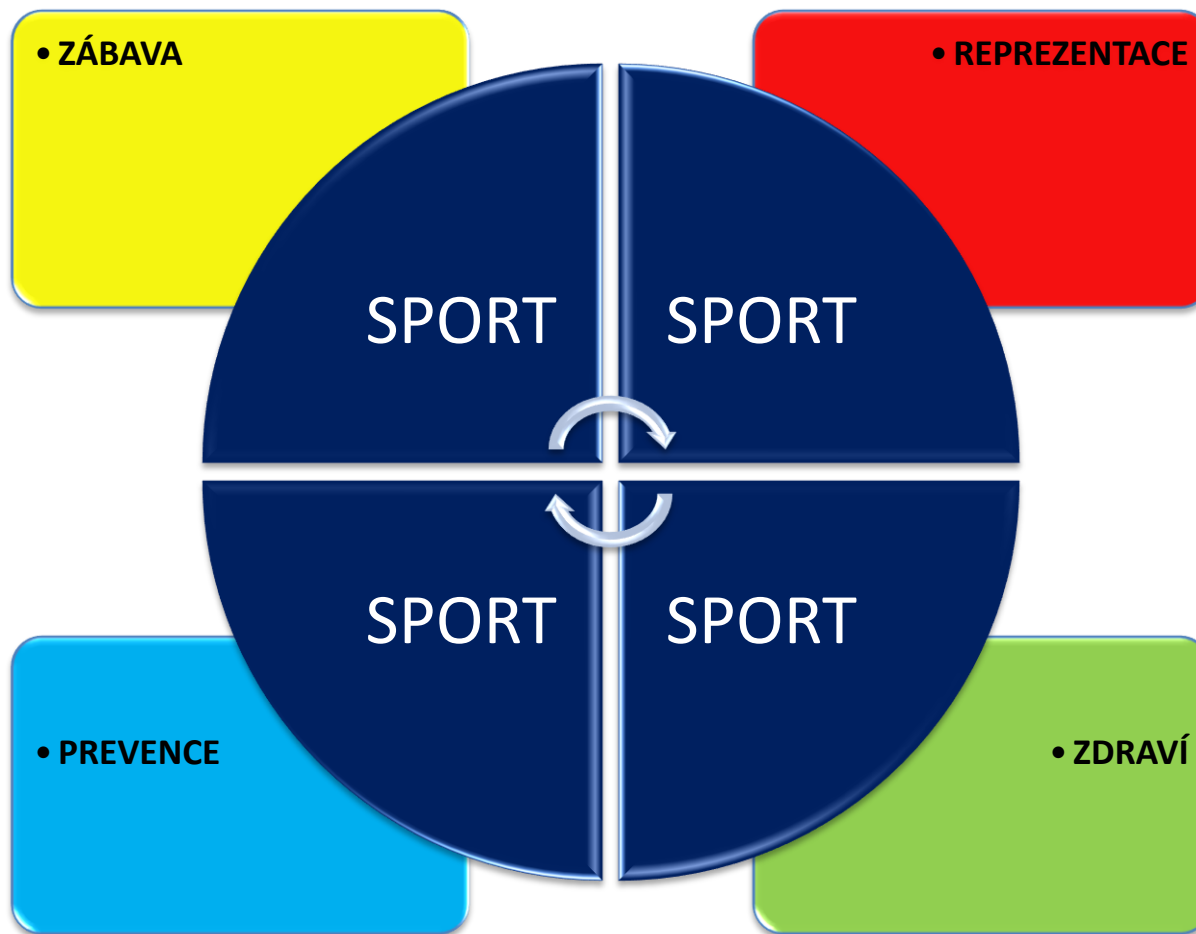 • ZÁBAVA
• REPREZENTACE
SPORT
SPORT
SPORT
SPORT
• PREVENCE
• ZDRAVÍ